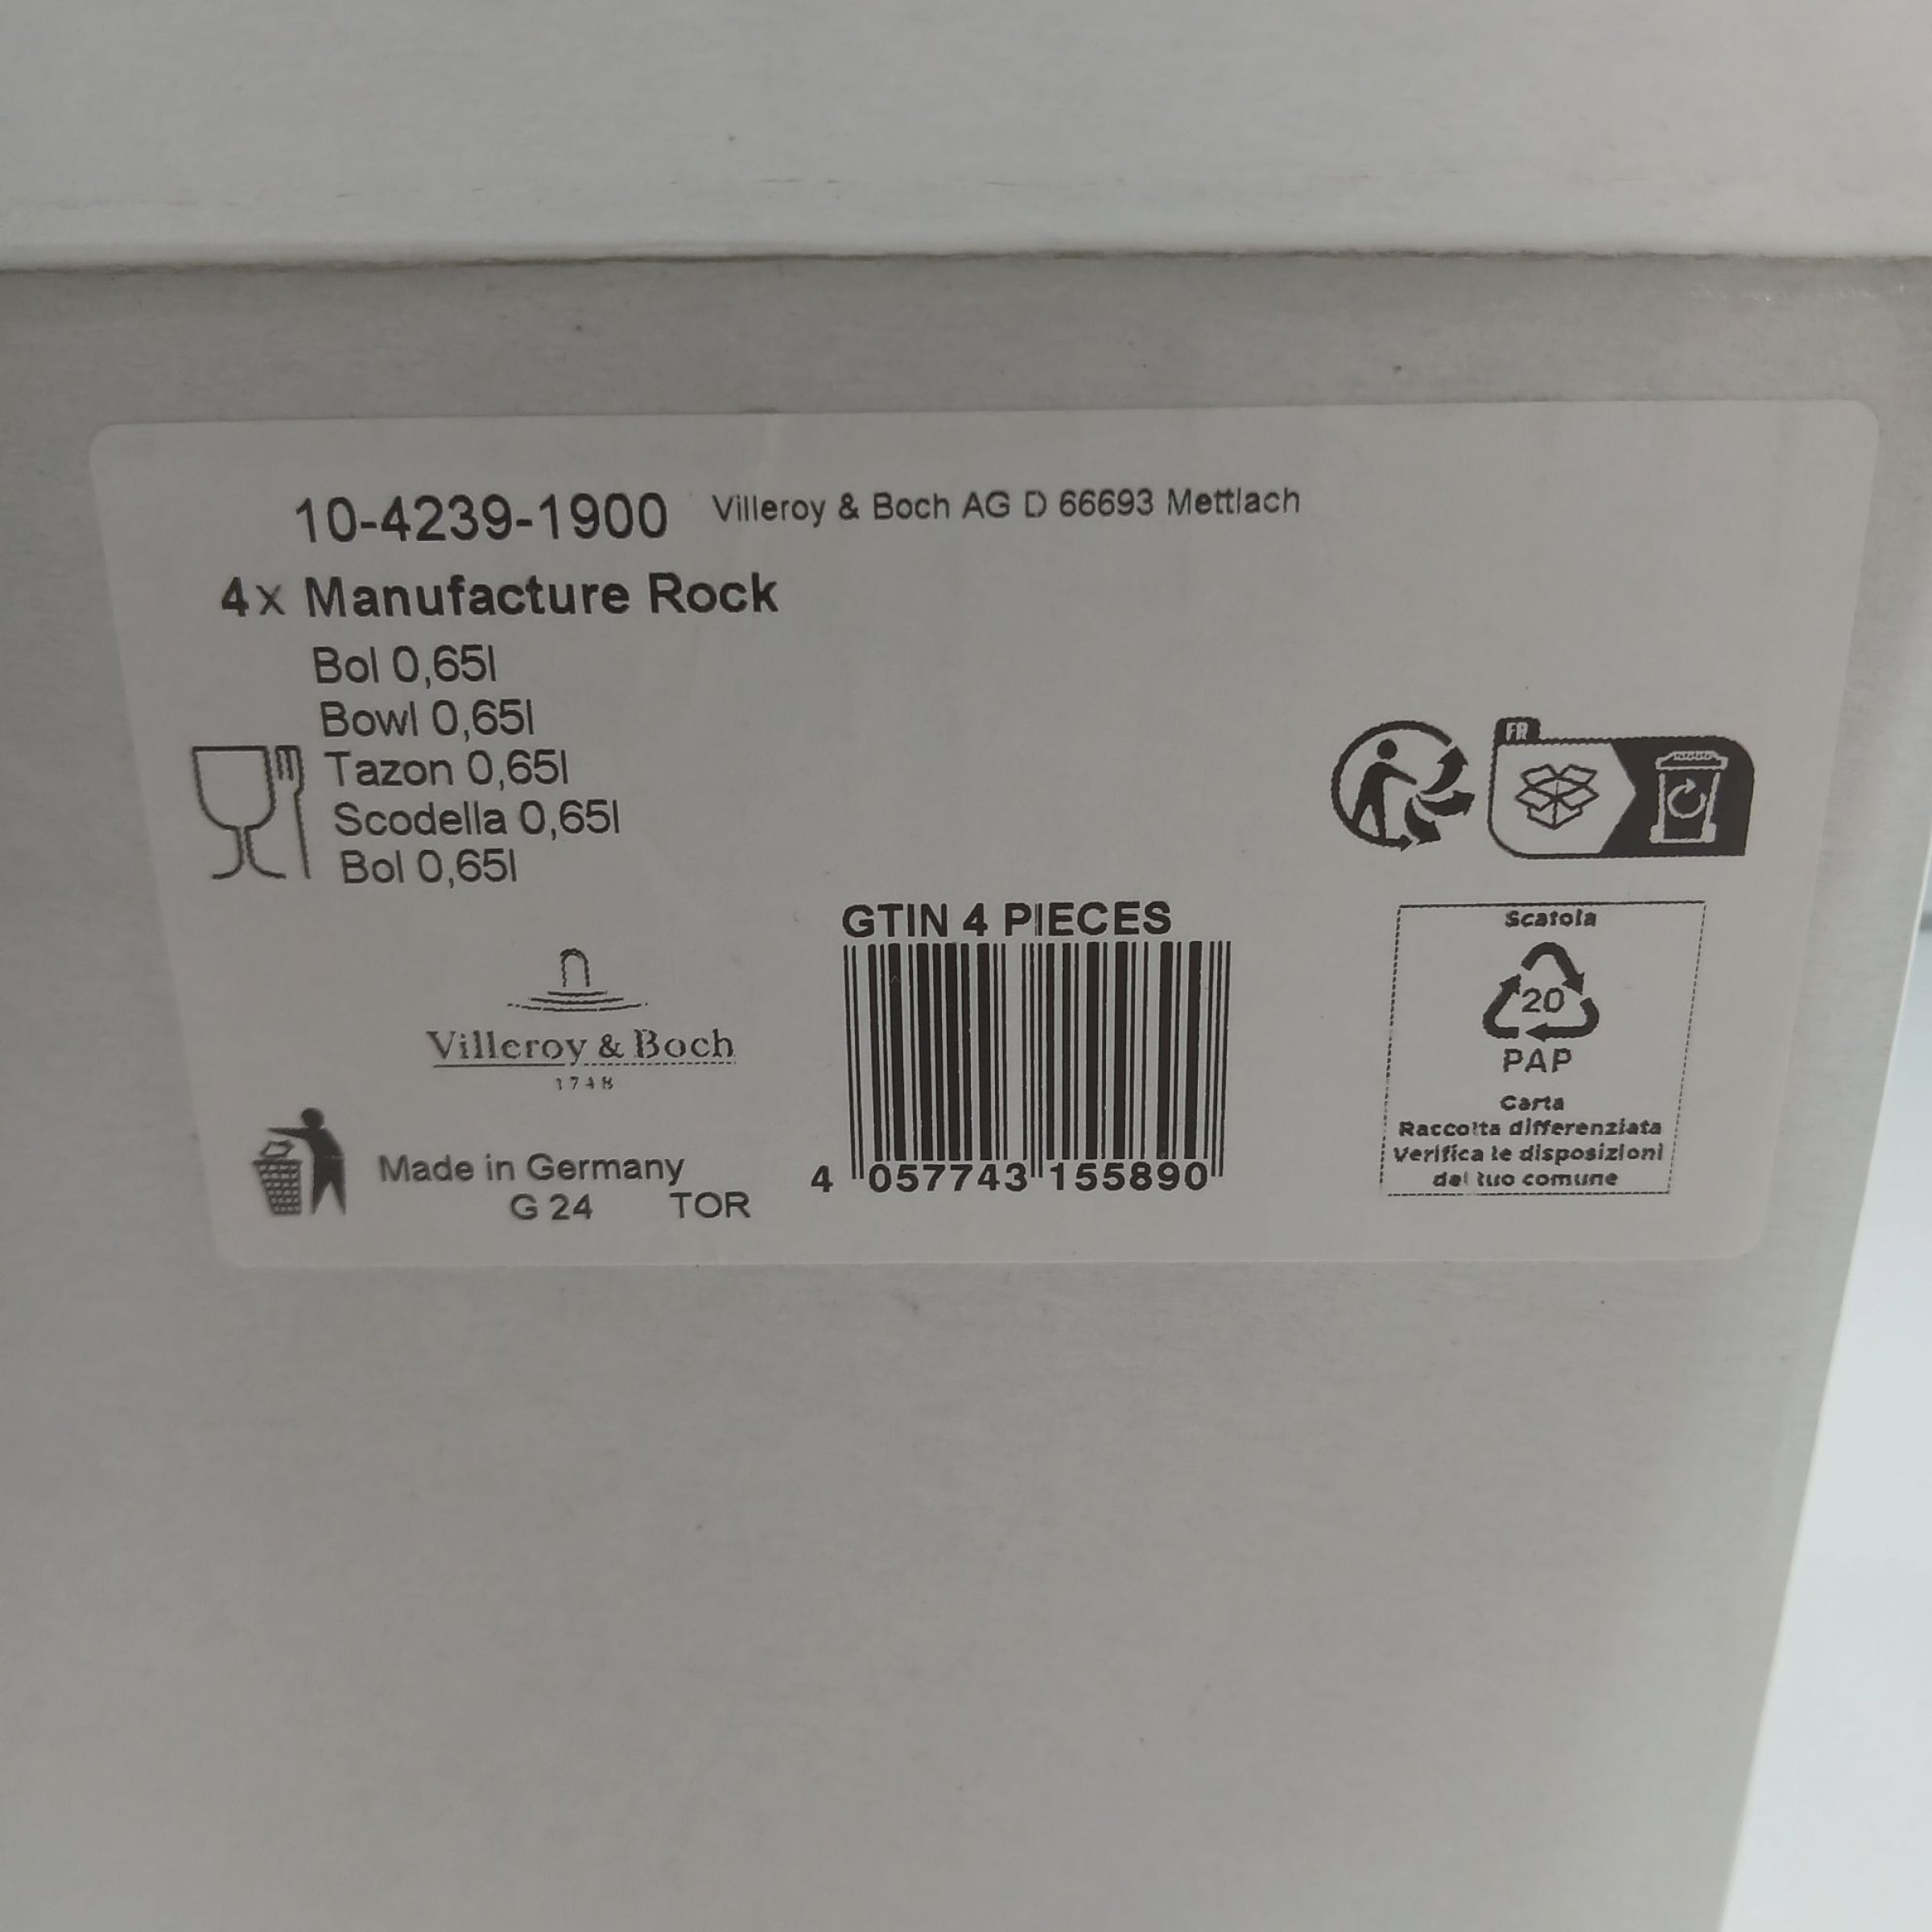 10-4239-1900 Villeroy & Boch AG D 66693 Mettlach
4x Manufacture Rock
Bol 0,65l
Bowl 0,65l
Tazon 0,65l
Scodella 0,65l
Bol 0,65l
FR
GTIN 4 PIECES
4 057743 155890
Villeroy & Boch
1748
Made in Germany
G 24 TOR
Scatola
20
PAP
Carta
Raccolta differenziata
Verifica le disposizioni
del tuo comune